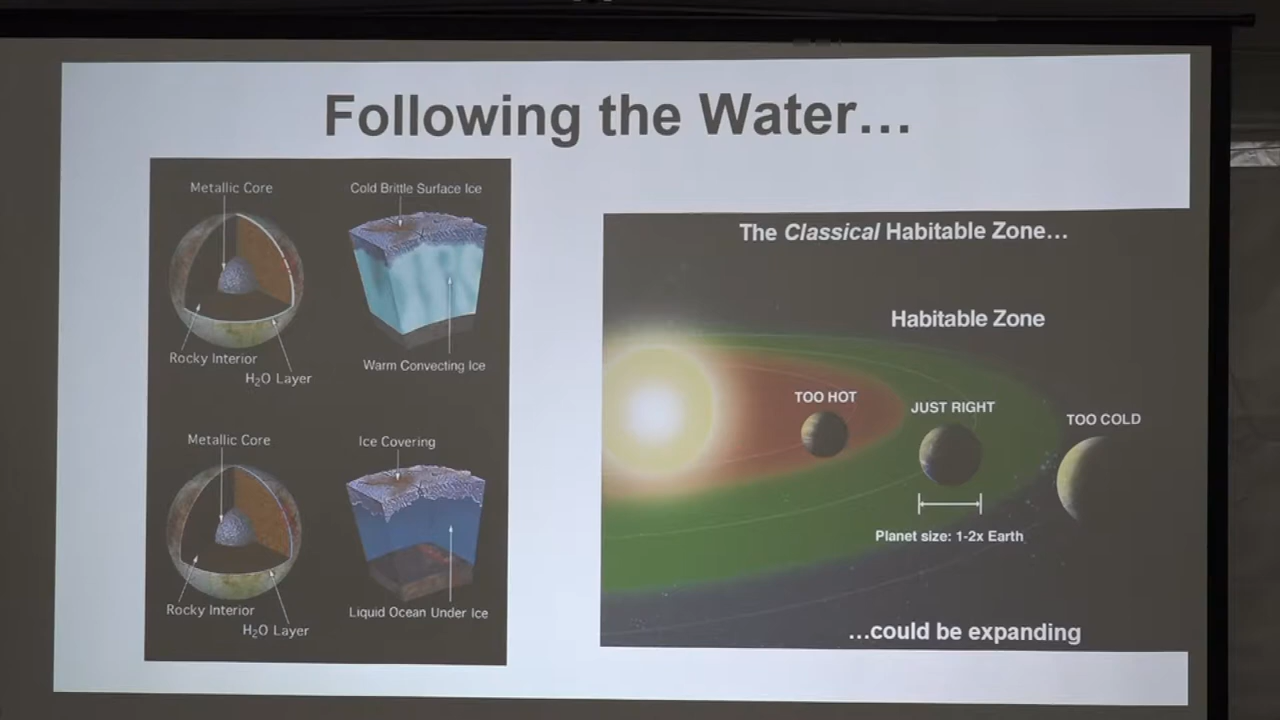 Following the Water...
Metallic Core
Cold Brittle Surface Ice
Rocky Interior
H₂O Layer
Warm Convecting Ice
Metallic Core
Ice Covering
Rocky Interior
H₂O Layer
Liquid Ocean Under Ice
The Classical Habitable Zone...
Habitable Zone
TOO HOT
JUST RIGHT
TOO COLD
Planet size: 1-2x Earth
...could be expanding